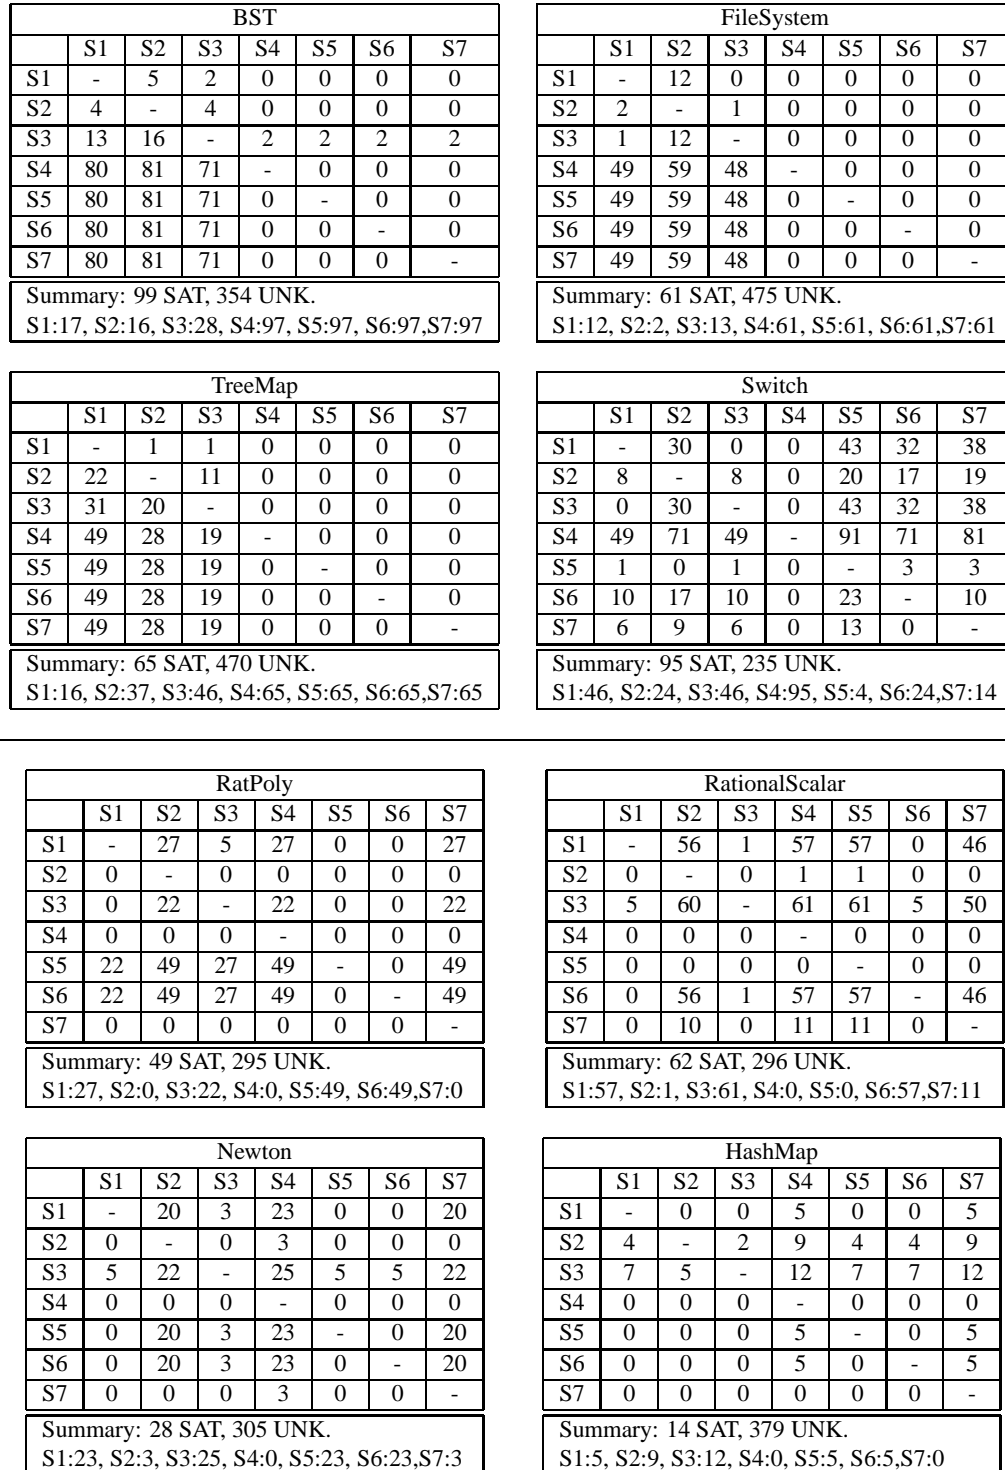 BST
S1 S2 S3 S4 S5 S6 S7
S1 - 5 2 0 0 0 0
S2 4 - 4 0 0 0 0
S3 13 16 - 2 2 2 2
S4 80 81 71 - 0 0 0
S5 80 81 71 0 - 0 0
S6 80 81 71 0 0 - 0
S7 80 81 71 0 0 0 -
Summary: 99 SAT, 354 UNK.
S1:17, S2:16, S3:28, S4:97, S5:97, S6:97,S7:97
FileSystem
S1 S2 S3 S4 S5 S6 S7
S1 - 12 0 0 0 0 0
S2 2 - 1 0 0 0 0
S3 1 12 - 0 0 0 0
S4 49 59 48 - 0 0 0
S5 49 59 48 0 - 0 0
S6 49 59 48 0 0 - 0
S7 49 59 48 0 0 0 -
Summary: 61 SAT, 475 UNK.
S1:12, S2:2, S3:13, S4:61, S5:61, S6:61,S7:61
TreeMap
S1 S2 S3 S4 S5 S6 S7
S1 - 1 1 0 0 0 0
S2 22 - 11 0 0 0 0
S3 31 20 - 0 0 0 0
S4 49 28 19 - 0 0 0
S5 49 28 19 0 - 0 0
S6 49 28 19 0 0 - 0
S7 49 28 19 0 0 0 -
Summary: 65 SAT, 470 UNK.
S1:16, S2:37, S3:46, S4:65, S5:65, S6:65,S7:65
Switch
S1 S2 S3 S4 S5 S6 S7
S1 - 30 0 0 43 32 38
S2 8 - 8 0 20 17 19
S3 0 30 - 0 43 32 38
S4 49 71 49 - 91 71 81
S5 1 0 1 0 - 3 3
S6 10 17 10 0 23 - 10
S7 6 9 6 0 13 0 -
Summary: 95 SAT, 235 UNK.
S1:46, S2:24, S3:46, S4:95, S5:4, S6:24,S7:14
RatPoly
S1 S2 S3 S4 S5 S6 S7
S1 - 27 5 27 0 0 27
S2 0 - 0 0 0 0 0
S3 0 22 - 22 0 0 22
S4 0 0 0 - 0 0 0
S5 22 49 27 49 - 0 49
S6 22 49 27 49 0 - 49
S7 0 0 0 0 0 0 -
Summary: 49 SAT, 295 UNK.
S1:27, S2:0, S3:22, S4:0, S5:49, S6:49,S7:0
RationalScalar
S1 S2 S3 S4 S5 S6 S7
S1 - 56 1 57 57 0 46
S2 0 - 0 1 1 0 0
S3 5 60 - 61 61 5 50
S4 0 0 0 - 0 0 0
S5 0 0 0 0 - 0 0
S6 0 56 1 57 57 - 46
S7 0 10 0 11 11 0 -
Summary: 62 SAT, 296 UNK.
S1:57, S2:1, S3:61, S4:0, S5:0, S6:57,S7:11
Newton
S1 S2 S3 S4 S5 S6 S7
S1 - 20 3 23 0 0 20
S2 0 - 0 3 0 0 0
S3 5 22 - 25 5 5 22
S4 0 0 0 - 0 0 0
S5 0 20 3 23 - 0 20
S6 0 20 3 23 0 - 20
S7 0 0 0 3 0 0 -
Summary: 28 SAT, 305 UNK.
S1:23, S2:3, S3:25, S4:0, S5:23, S6:23,S7:3
HashMap
S1 S2 S3 S4 S5 S6 S7
S1 - 0 0 5 0 0 5
S2 4 - 2 9 4 4 9
S3 7 5 - 12 7 7 12
S4 0 0 0 - 0 0 0
S5 0 0 0 5 - 0 5
S6 0 0 0 5 0 - 5
S7 0 0 0 0 0 0 -
Summary: 14 SAT, 379 UNK.
S1:5, S2:9, S3:12, S4:0, S5:5, S6:5,S7:0